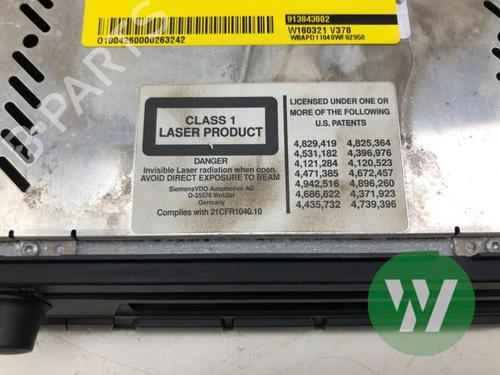 913843002
O1004260000263242
W160321 V378
WBAPD11040WF02950
CLASS 1
LASER PRODUCT
DANGER
Invisible Laser radiation when open.
AVOID DIRECT EXPOSURE TO BEAM
SiemensVDO Automotive AG
D-35576 Wetzlar
Germany
Complies with 21CFR1040.10
LICENSED UNDER ONE OR
MORE OF THE FOLLOWING
U.S. PATENTS
4,829,419 4,825,364
4,531,182 4,396,976
4,121,284 4,120,523
4,471,385 4,672,457
4,942,516 4,896,260
4,686,622 4,371,923
4,435,732 4,739,396
B-PARTS
W